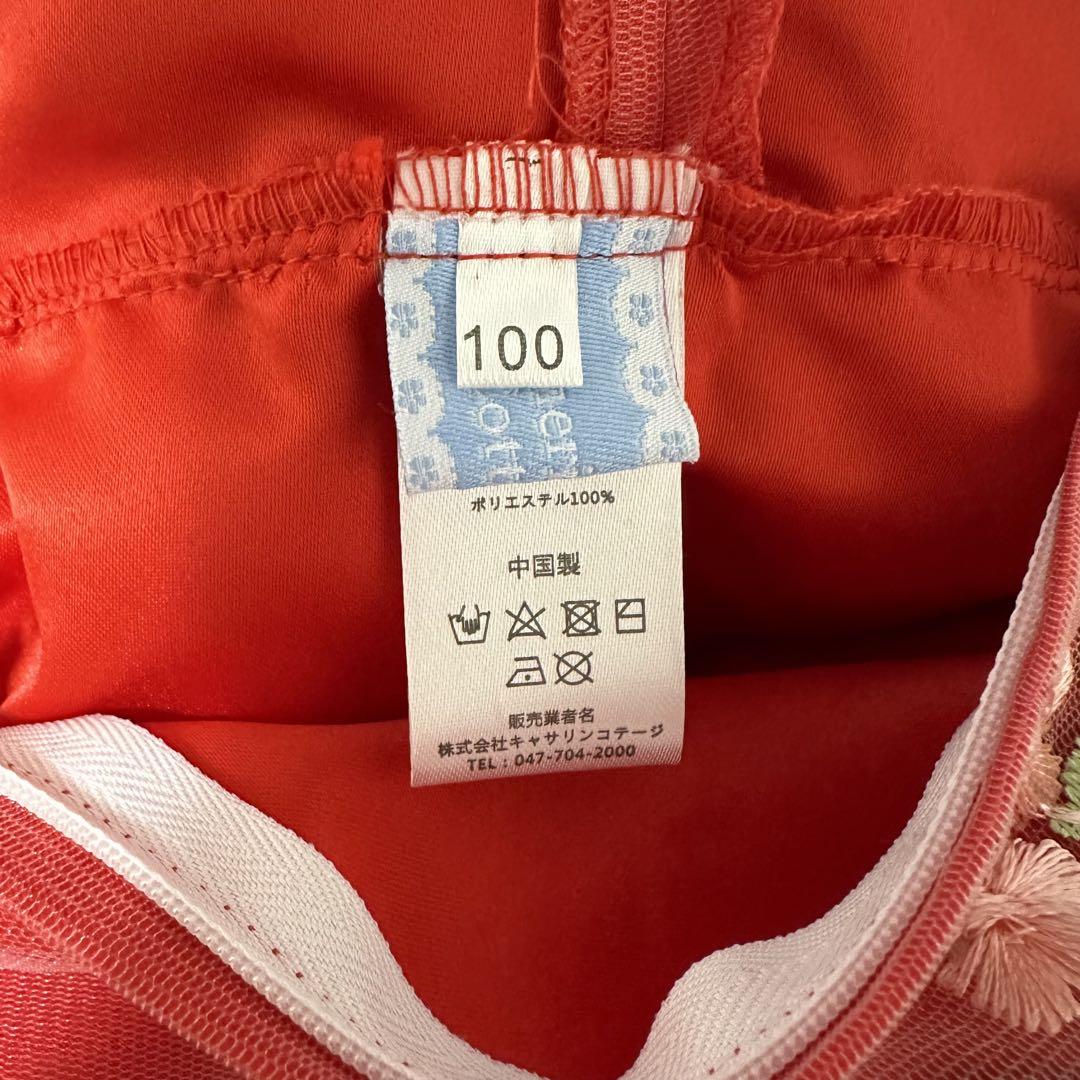 100
ポリエステル100%
中国製
販売業者名
株式会社キャサリンコテージ
TEL：047-704-2000